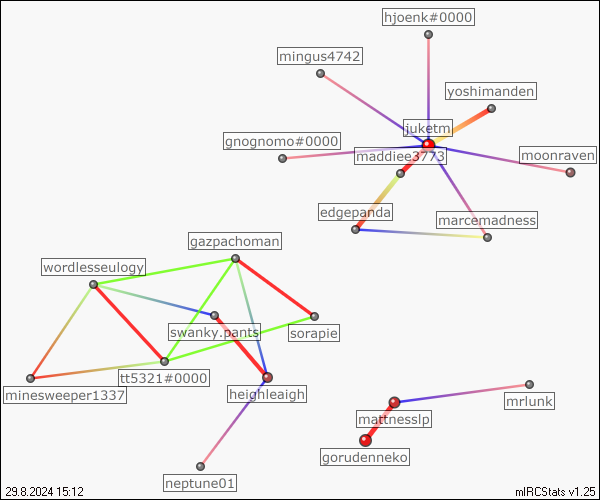 hjoenk#0000
mingus4742
yoshimanden
juketm
gnognomo#0000
maddiee3773
moonraven
edgepanda
marcemadness
gazpachoman
wordlesseulogy
swanky.pants
sorapie
tt5321#0000
minesweeper1337
heighleaigh
mrlunk
mattnesslp
gorudenneko
neptune01
29.8.2024 15:12
mIRCStats v1.25